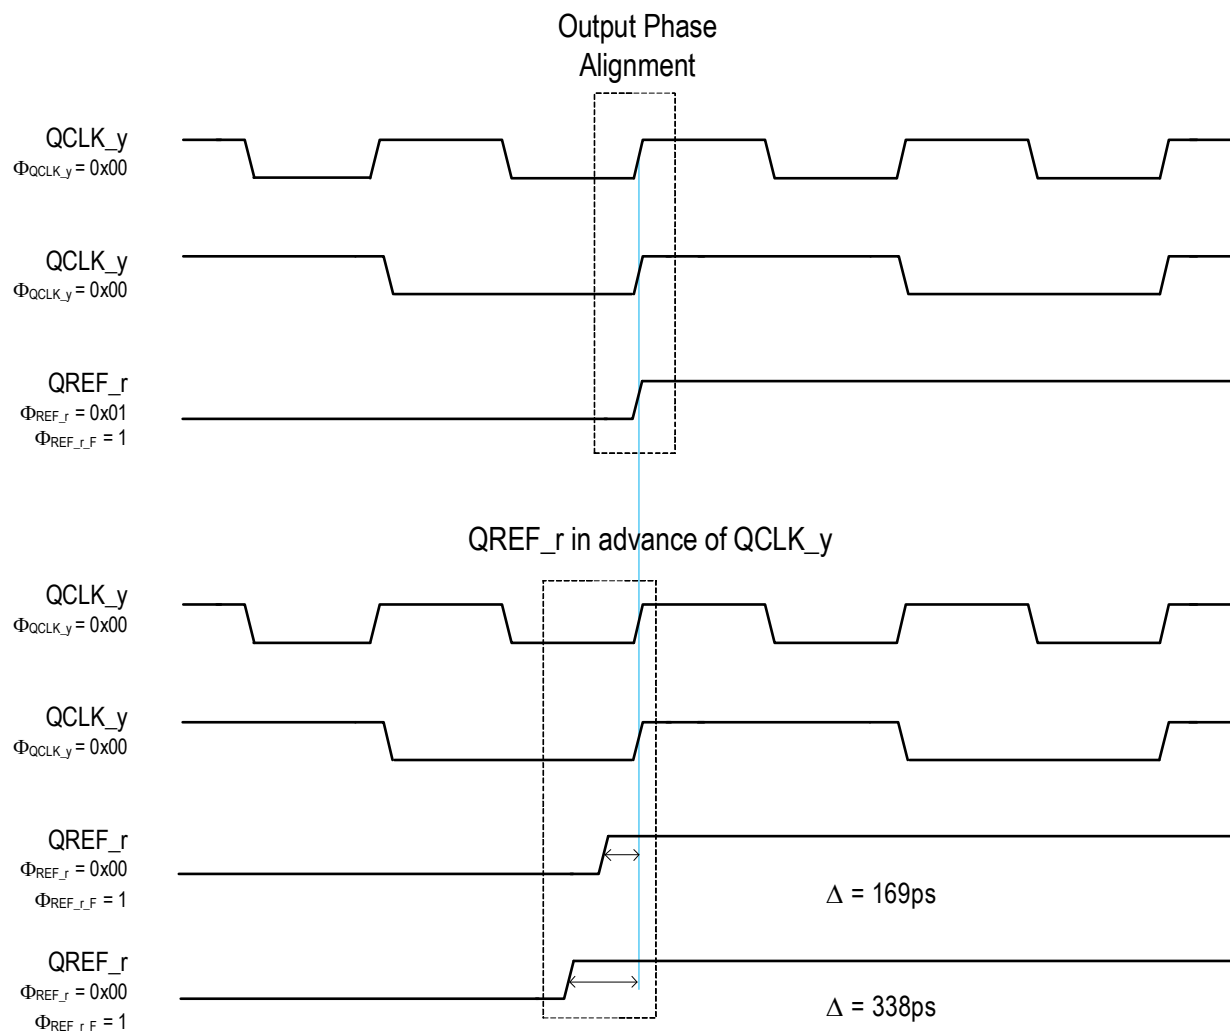 Output Phase
Alignment
QCLK_y
ΦQCLK_y = 0x00
QCLK_y
ΦQCLK_y = 0x00
QREF_r
ΦREF_r = 0x01
ΦREF_r_F = 1
QREF_r in advance of QCLK_y
QCLK_y
ΦQCLK_y = 0x00
QCLK_y
ΦQCLK_y = 0x00
QREF_r
ΦREF_r = 0x00
ΦREF_r_F = 1
Δ = 169ps
QREF_r
ΦREF_r = 0x00
ΦREF_r_F = 1
Δ = 338ps